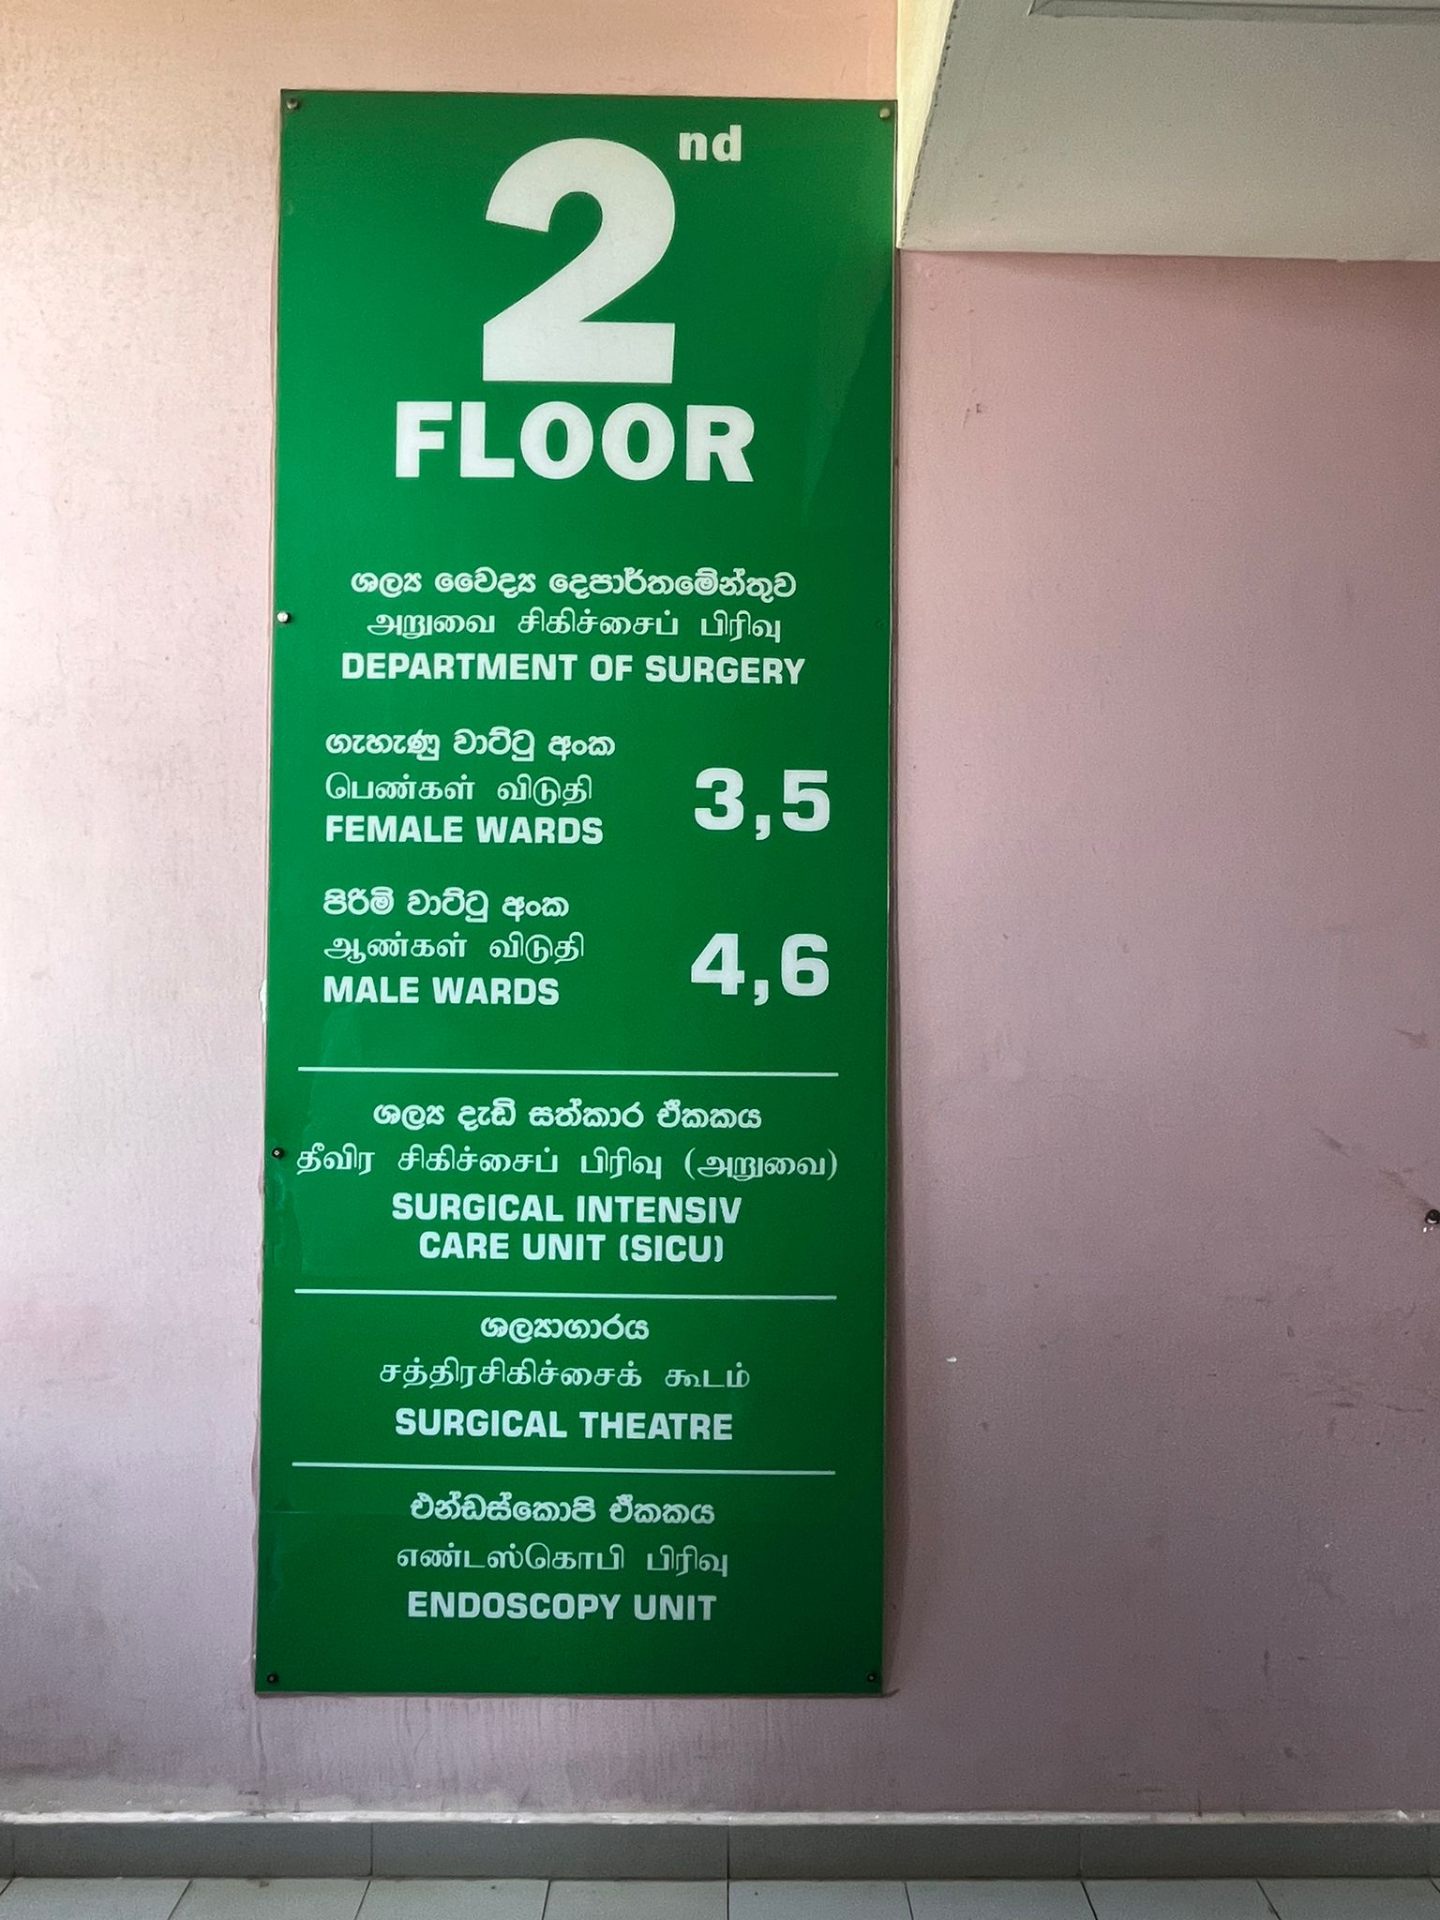 2nd
FLOOR
ශල්‍ය වෛද්‍ය දෙපාර්තමේන්තුව
அறுவை சிகிச்சைப் பிரிவு
DEPARTMENT OF SURGERY
ගැහැණු වාට්ටු අංක
பெண்கள் விடுதி
FEMALE WARDS
3,5
පිරිමි වාට්ටු අංක
ஆண்கள் விடுதி
MALE WARDS
4,6
ශල්‍ය දැඩි සත්කාර ඒකකය
தீவிர சிகிச்சைப் பிரிவு (அறுவை)
SURGICAL INTENSIV
CARE UNIT (SICU)
ශල්‍යාගාරය
சத்திரசிகிச்சைக் கூடம்
SURGICAL THEATRE
එන්ඩස්කොපි ඒකකය
எண்டஸ்கொபி பிரிவு
ENDOSCOPY UNIT